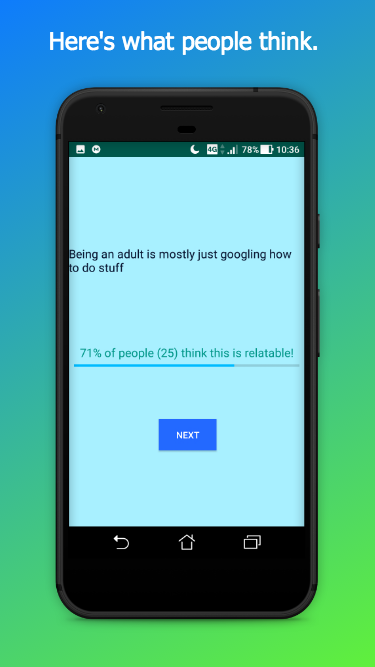 Here's what people think.
4G 78% 10:36
Being an adult is mostly just googling how
to do stuff
71% of people (25) think this is relatable!
NEXT